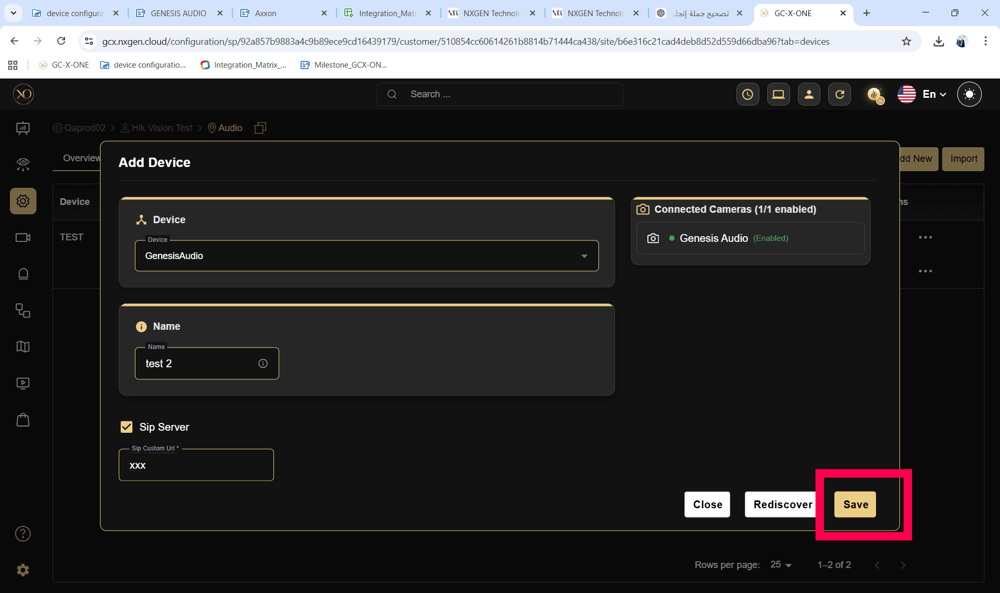 device configura
GENESIS AUDIO
Axxon
Integration_Mat
NXGEN Technol
NXGEN Technol
تصحيح جملة إنجلي
GC-X-ONE
gcx.nxgen.cloud/configuration/sp/92a857b9883a4c9b89ece9cd16439179/customer/510854cc60614261b8814b71444ca438/site/b6e316c21cad4deb8d52d559d66dba96?tab=devices
GC-X-ONE
device configuratio...
Integration_Matrix_...
Milestone_GCX-ON...
XO
Search ...
En
Qaprod02 > Hik Vision Test > Audio
Overview
dd New
Import
Device
ns
TEST
Add Device
Device
Device
GenesisAudio
Connected Cameras (1/1 enabled)
Genesis Audio (Enabled)
Name
Name
test 2
Sip Server
Sip Custom Url *
xxx
Close
Rediscover
Save
Rows per page: 25
1–2 of 2